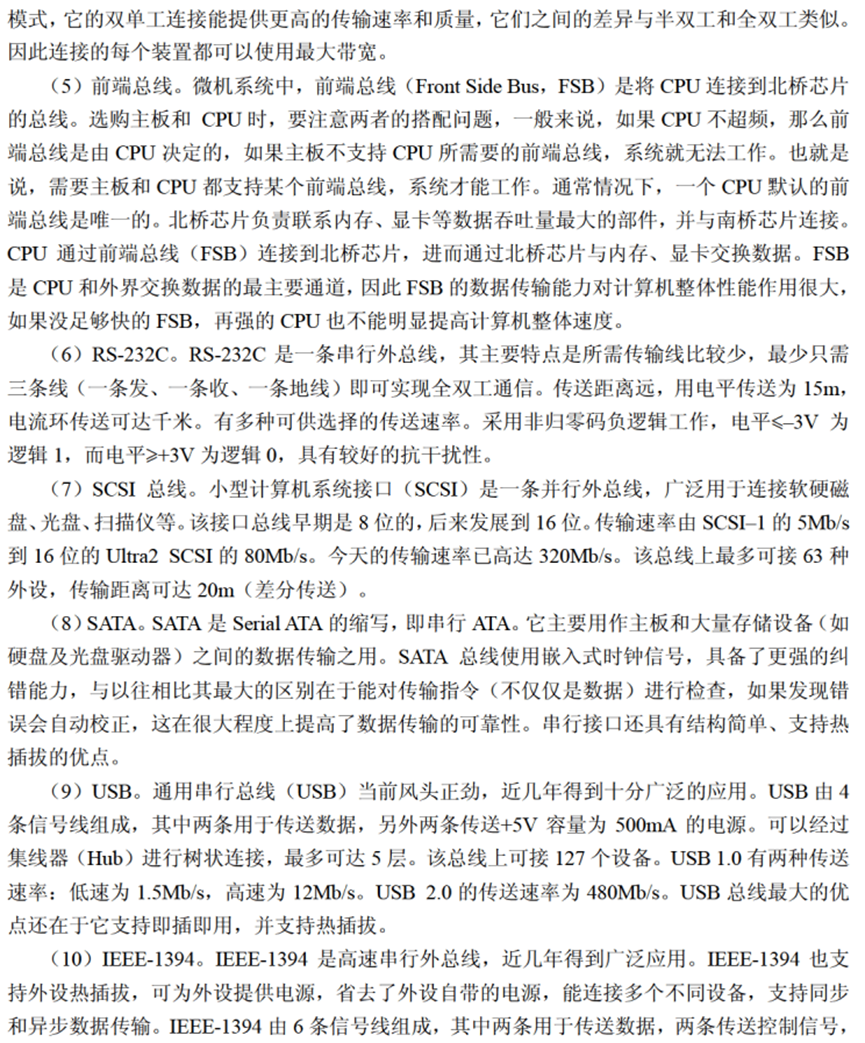 模式，它的双单工连接能提供更高的传输速率和质量，它们之间的差异与半双工和全双工类似。
因此连接的每个装置都可以使用最大带宽。
（5）前端总线。微机系统中，前端总线（Front Side Bus，FSB）是将 CPU 连接到北桥芯片
的总线。选购主板和 CPU 时，要注意两者的搭配问题，一般来说，如果 CPU 不超频，那么前
端总线是由 CPU 决定的，如果主板不支持 CPU 所需要的前端总线，系统就无法工作。也就是
说，需要主板和 CPU 都支持某个前端总线，系统才能工作。通常情况下，一个 CPU 默认的前
端总线是唯一的。北桥芯片负责联系内存、显卡等数据吞吐量最大的部件，并与南桥芯片连接。
CPU 通过前端总线（FSB）连接到北桥芯片，进而通过北桥芯片与内存、显卡交换数据。FSB
是 CPU 和外界交换数据的最主要通道，因此 FSB 的数据传输能力对计算机整体性能作用很大，
如果没足够快的 FSB，再强的 CPU 也不能明显提高计算机整体速度。
（6）RS-232C。RS-232C 是一条串行外总线，其主要特点是所需传输线比较少，最少只需
三条线（一条发、一条收、一条地线）即可实现全双工通信。传送距离远，用电平传送为 15m，
电流环传送可达千米。有多种可供选择的传送速率。采用非归零码负逻辑工作，电平≤–3V 为
逻辑 1，而电平≥+3V 为逻辑 0，具有较好的抗干扰性。
（7）SCSI 总线。小型计算机系统接口（SCSI）是一条并行外总线，广泛用于连接软硬磁
盘、光盘、扫描仪等。该接口总线早期是 8 位的，后来发展到 16 位。传输速率由 SCSI–1 的 5Mb/s
到 16 位的 Ultra2 SCSI 的 80Mb/s。今天的传输速率已高达 320Mb/s。该总线上最多可接 63 种
外设，传输距离可达 20m（差分传送）。
（8）SATA。SATA 是 Serial ATA 的缩写，即串行 ATA。它主要用作主板和大量存储设备（如
硬盘及光盘驱动器）之间的数据传输之用。SATA 总线使用嵌入式时钟信号，具备了更强的纠
错能力，与以往相比其最大的区别在于能对传输指令（不仅仅是数据）进行检查，如果发现错
误会自动校正，这在很大程度上提高了数据传输的可靠性。串行接口还具有结构简单、支持热
插拔的优点。
（9）USB。通用串行总线（USB）当前风头正劲，近几年得到十分广泛的应用。USB 由 4
条信号线组成，其中两条用于传送数据，另外两条传送+5V 容量为 500mA 的电源。可以经过
集线器（Hub）进行树状连接，最多可达 5 层。该总线上可接 127 个设备。USB 1.0 有两种传送
速率：低速为 1.5Mb/s，高速为 12Mb/s。USB 2.0 的传送速率为 480Mb/s。USB 总线最大的优
点还在于它支持即插即用，并支持热插拔。
（10）IEEE-1394。IEEE-1394 是高速串行外总线，近几年得到广泛应用。IEEE-1394 也支
持外设热插拔，可为外设提供电源，省去了外设自带的电源，能连接多个不同设备，支持同步
和异步数据传输。IEEE-1394 由 6 条信号线组成，其中两条用于传送数据，两条传送控制信号，